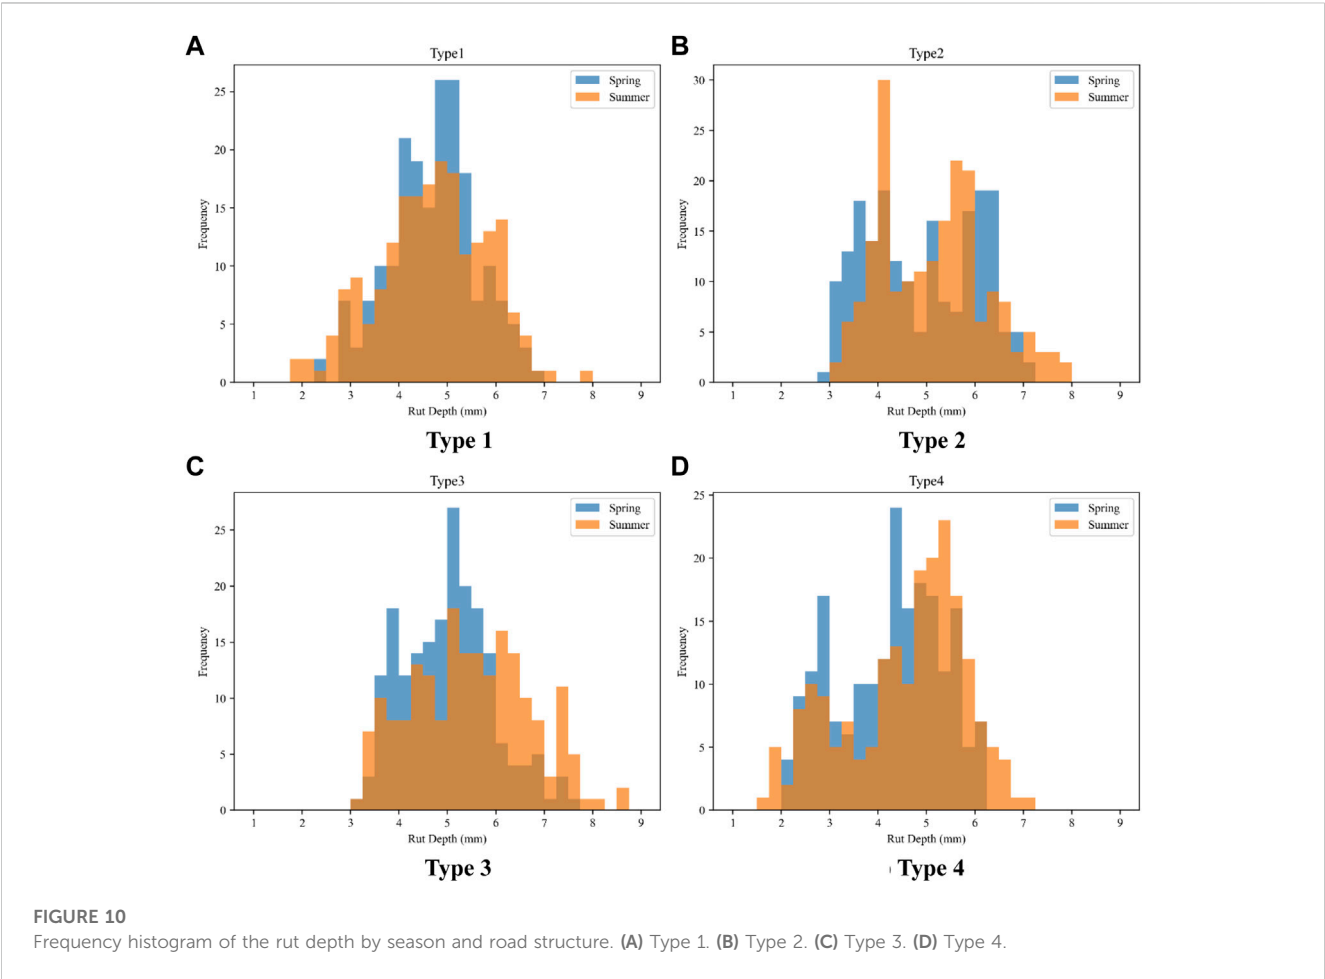 A
Type1
Spring
Summer
25
20
15
10
5
0
Frequency
1 2 3 4 5 6 7 8 9
Rut Depth (mm)
Type 1
B
Type2
Spring
Summer
30
25
20
15
10
5
0
Frequency
1 2 3 4 5 6 7 8 9
Rut Depth (mm)
Type 2
C
Type3
Spring
Summer
25
20
15
10
5
0
Frequency
1 2 3 4 5 6 7 8 9
Rut Depth (mm)
Type 3
D
Type4
Spring
Summer
25
20
15
10
5
0
Frequency
1 2 3 4 5 6 7 8 9
Rut Depth (mm)
Type 4
FIGURE 10
Frequency histogram of the rut depth by season and road structure. (A) Type 1. (B) Type 2. (C) Type 3. (D) Type 4.